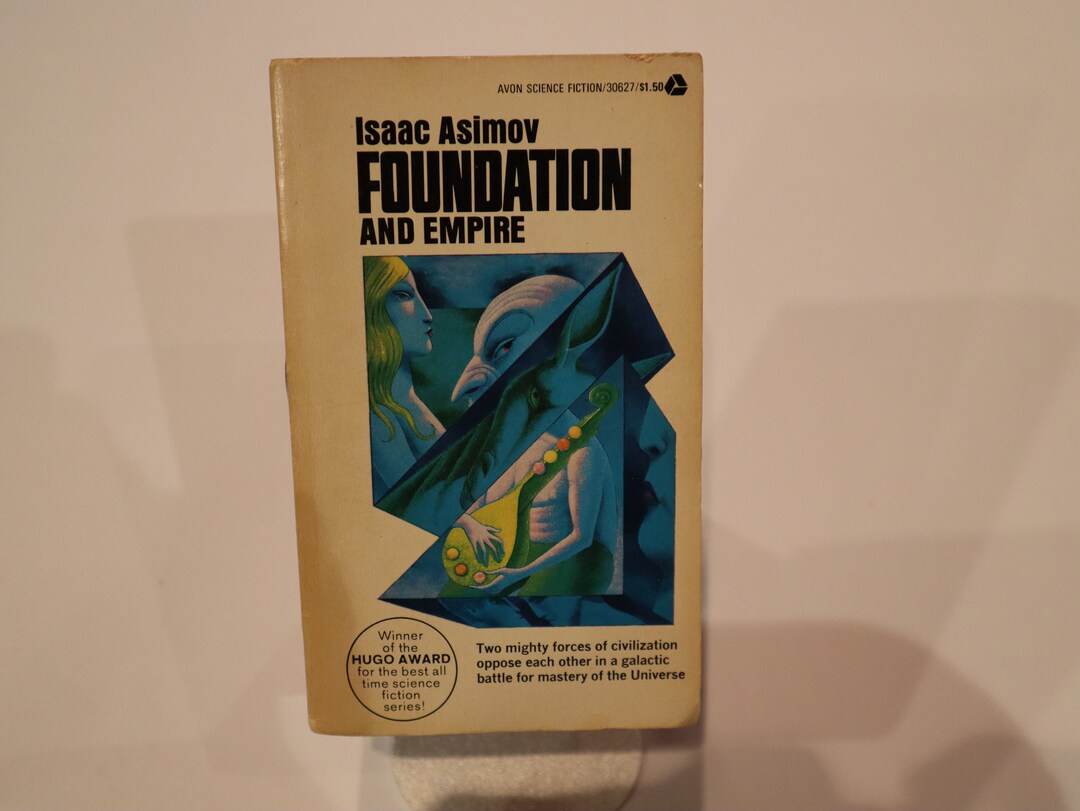 AVON SCIENCE FICTION/30627/$1.50
Isaac Asimov
FOUNDATION
AND EMPIRE
Winner
of the
HUGO AWARD
for the best all
time science
fiction
series!
Two mighty forces of civilization
oppose each other in a galactic
battle for mastery of the Universe